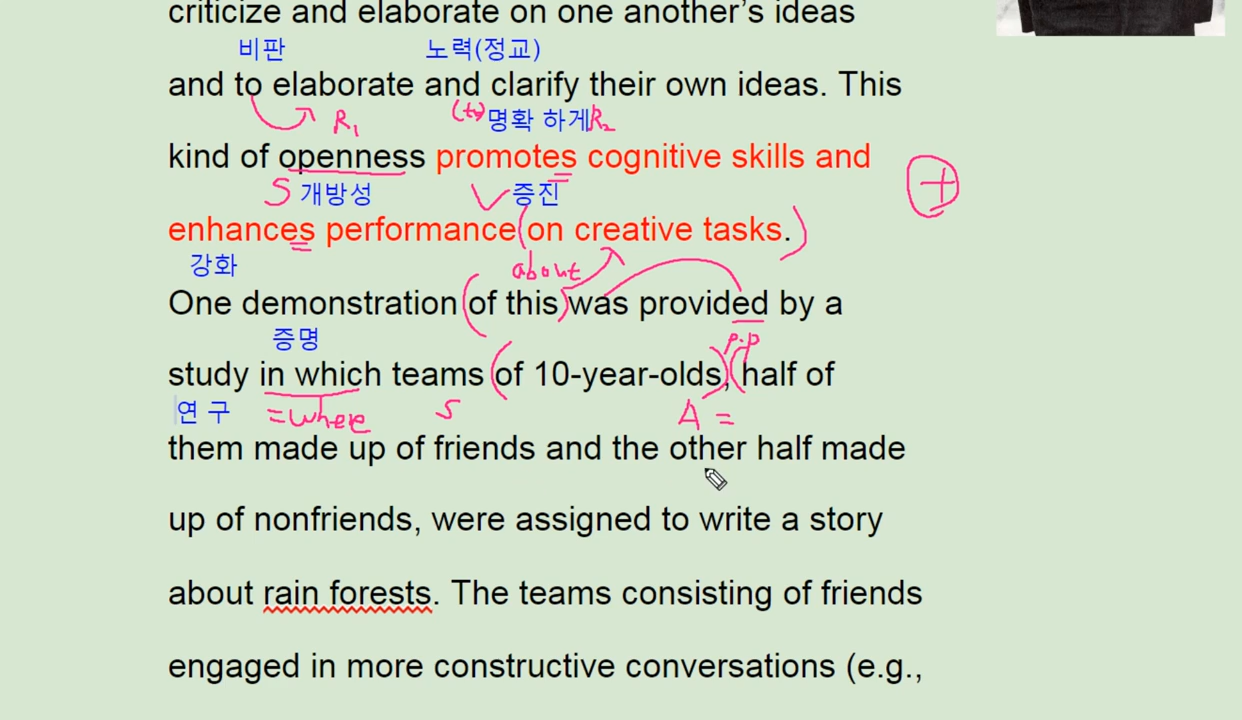 criticize and elaborate on one another's ideas
비판 노력(정교)
and to elaborate and clarify their own ideas. This
R1 (to) 명확 하게 R2
kind of openness promotes cognitive skills and
S 개방성 V 증진 +
enhances performance (on creative tasks.)
강화 about
One demonstration (of this) was provided by a
증명 p.p
study in which teams (of 10-year-olds), (half of
연 구 =where S A =
them made up of friends and the other half made
up of nonfriends, were assigned to write a story
about rain forests. The teams consisting of friends
engaged in more constructive conversations (e.g.,